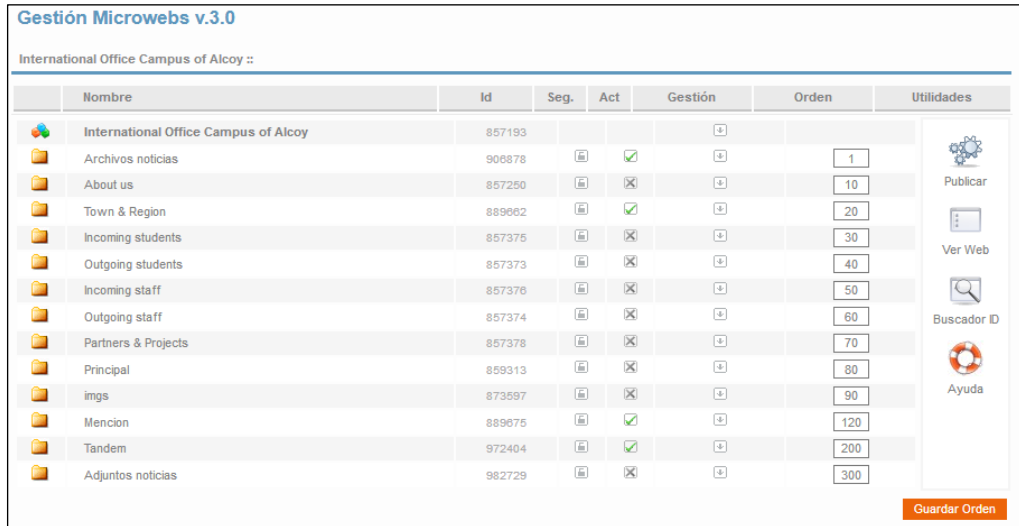 Gestión Microwebs v.3.0
International Office Campus of Alcoy ::
Nombre Id Seg. Act Gestión Orden Utilidades
International Office Campus of Alcoy 857193
Archivos noticias 906878 1
About us 857250 10
Town & Region 889662 20
Incoming students 857375 30
Outgoing students 857373 40
Incoming staff 857376 50
Outgoing staff 857374 60
Partners & Projects 857378 70
Principal 859313 80
imgs 873597 90
Mencion 889675 120
Tandem 972404 200
Adjuntos noticias 982729 300
Publicar
Ver Web
Buscador ID
Ayuda
Guardar Orden